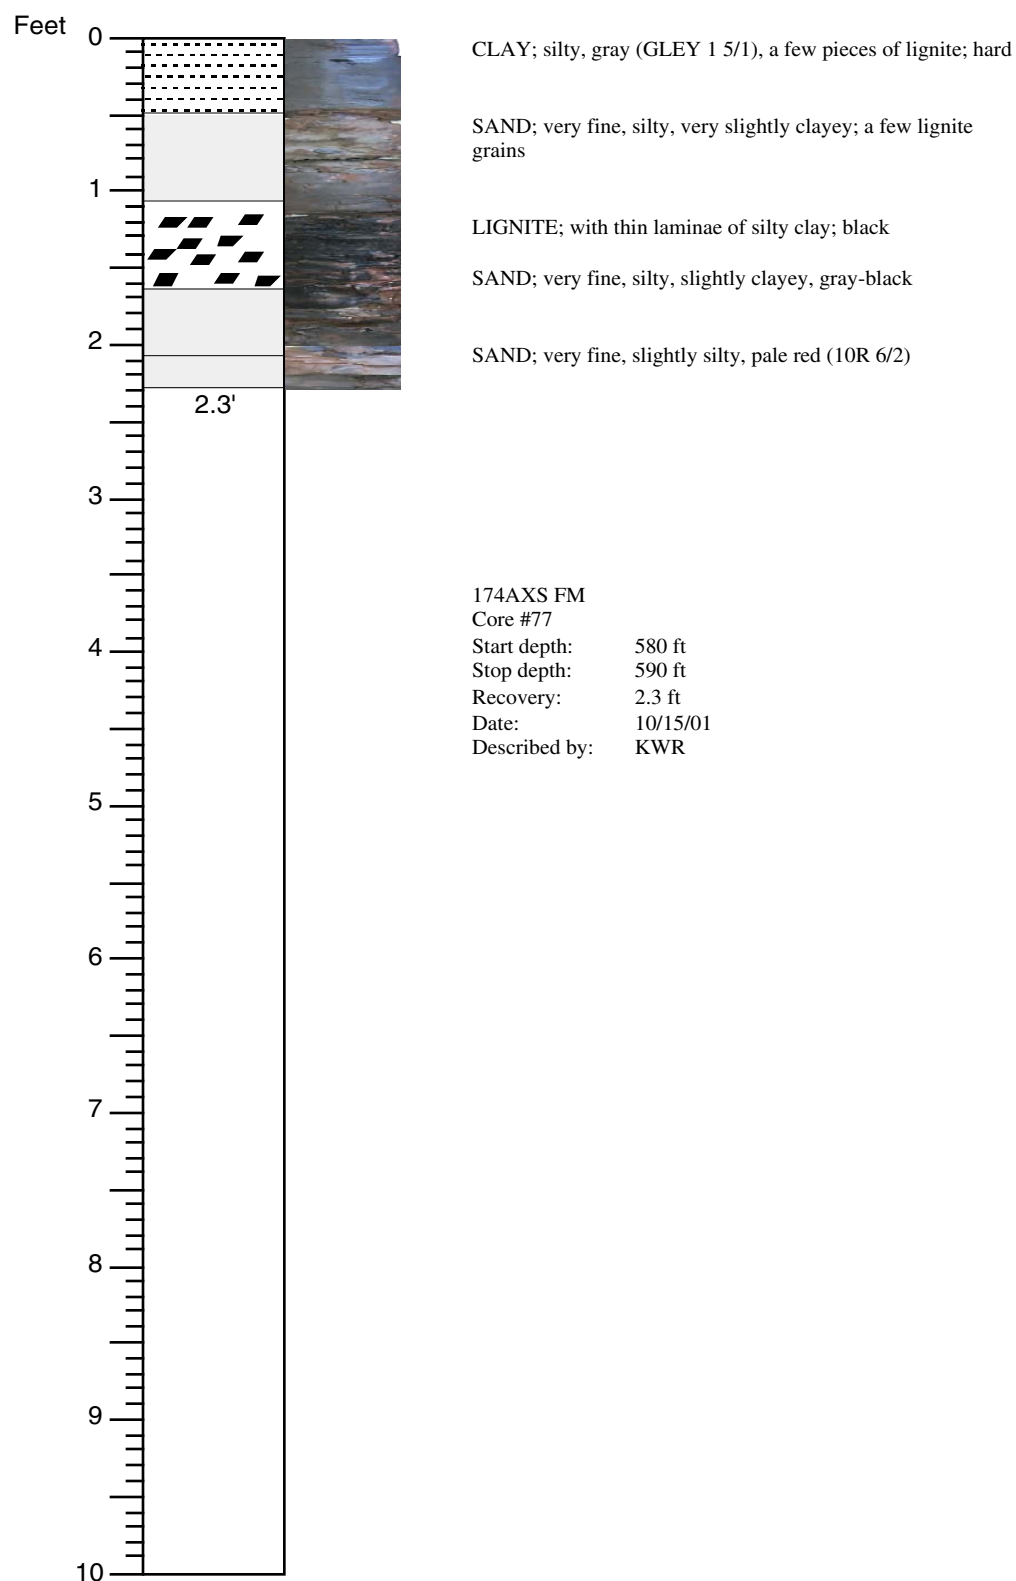 Feet
0
CLAY; silty, gray (GLEY 1 5/1), a few pieces of lignite; hard
SAND; very fine, silty, very slightly clayey; a few lignite
grains
1
LIGNITE; with thin laminae of silty clay; black
SAND; very fine, silty, slightly clayey, gray-black
2
SAND; very fine, slightly silty, pale red (10R 6/2)
2.3'
3
174AXS FM
Core #77
4
Start depth: 580 ft
Stop depth: 590 ft
Recovery: 2.3 ft
Date: 10/15/01
Described by: KWR
5
6
7
8
9
10